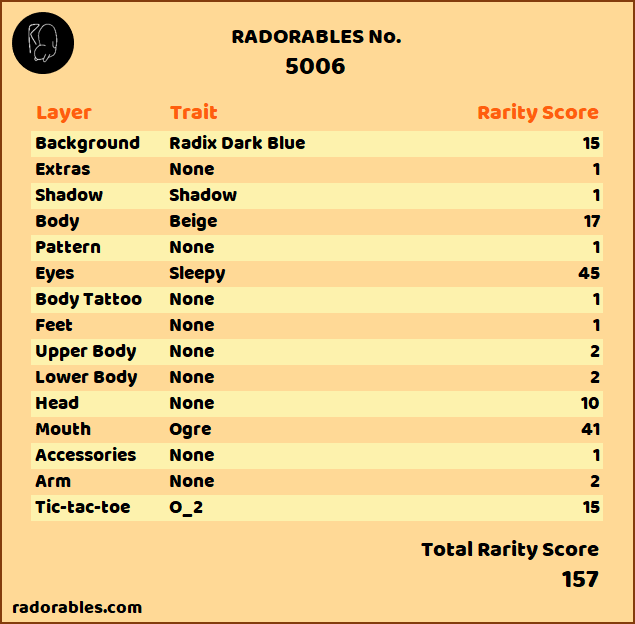 RADORABLES No.
5006
Layer Trait Rarity Score
Background Radix Dark Blue 15
Extras None 1
Shadow Shadow 1
Body Beige 17
Pattern None 1
Eyes Sleepy 45
Body Tattoo None 1
Feet None 1
Upper Body None 2
Lower Body None 2
Head None 10
Mouth Ogre 41
Accessories None 1
Arm None 2
Tic-tac-toe O_2 15
Total Rarity Score
157
radorables.com